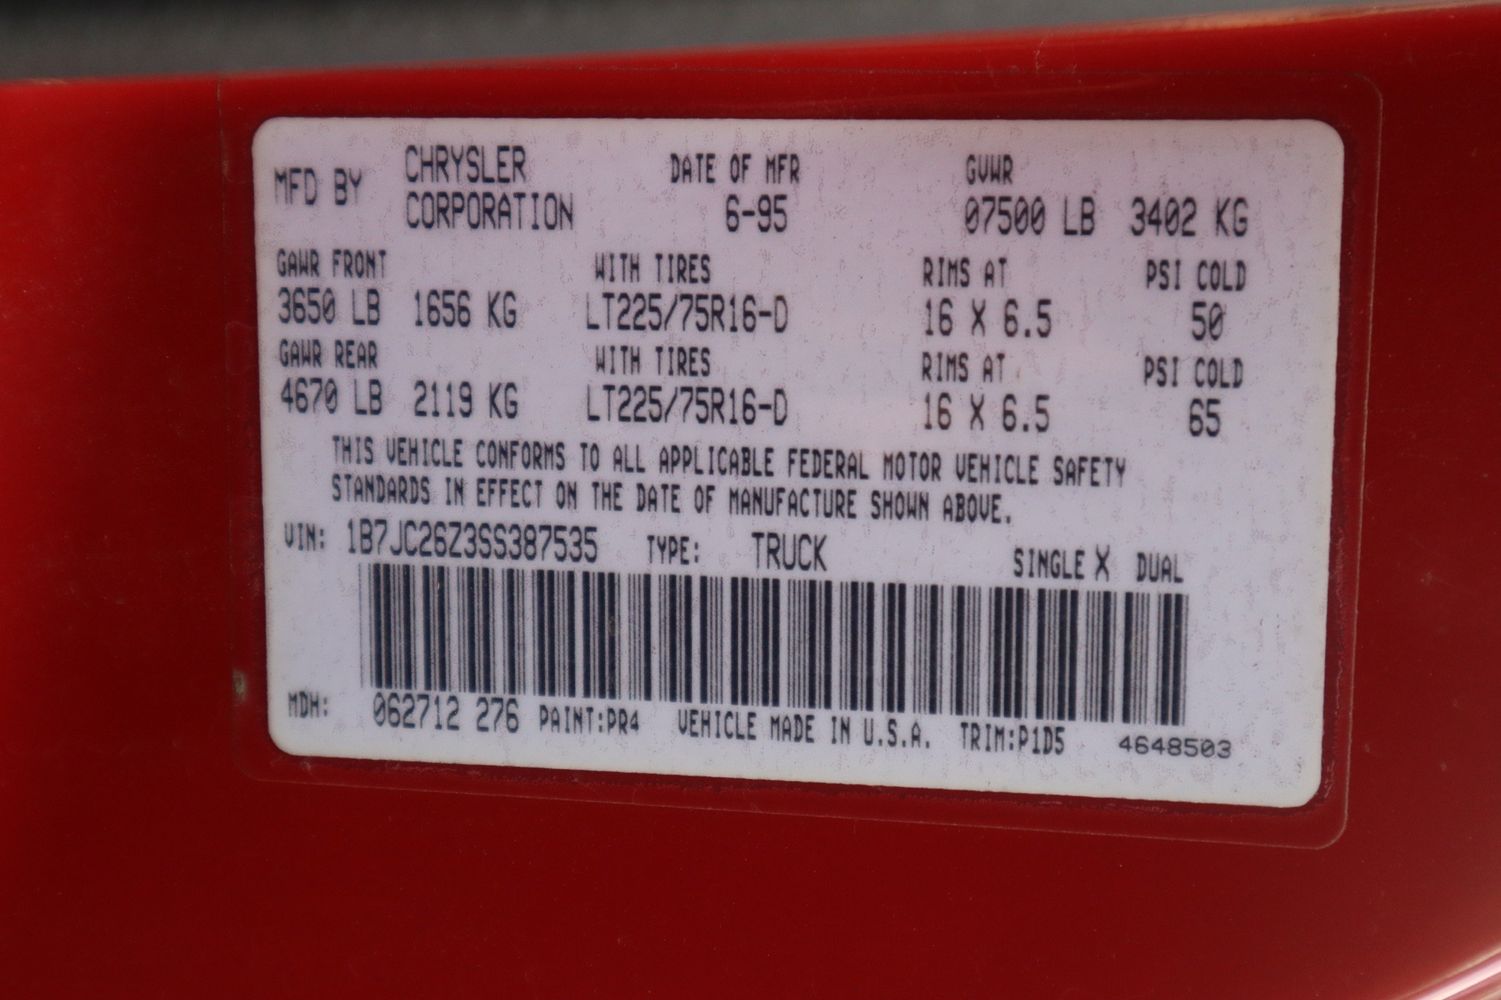 MFD BY CHRYSLER CORPORATION DATE OF MFR 6-95 GVWR 07500 LB 3402 KG
GAWR FRONT WITH TIRES RIMS AT PSI COLD
3650 LB 1656 KG LT225/75R16-D 16 X 6.5 50
GAWR REAR WITH TIRES RIMS AT PSI COLD
4670 LB 2119 KG LT225/75R16-D 16 X 6.5 65
THIS VEHICLE CONFORMS TO ALL APPLICABLE FEDERAL MOTOR VEHICLE SAFETY
STANDARDS IN EFFECT ON THE DATE OF MANUFACTURE SHOWN ABOVE.
VIN: 1B7JC26Z3SS387535 TYPE: TRUCK SINGLE X DUAL
MDH: 062712 276 PAINT:PR4 VEHICLE MADE IN U.S.A. TRIM:P1D5 4648503